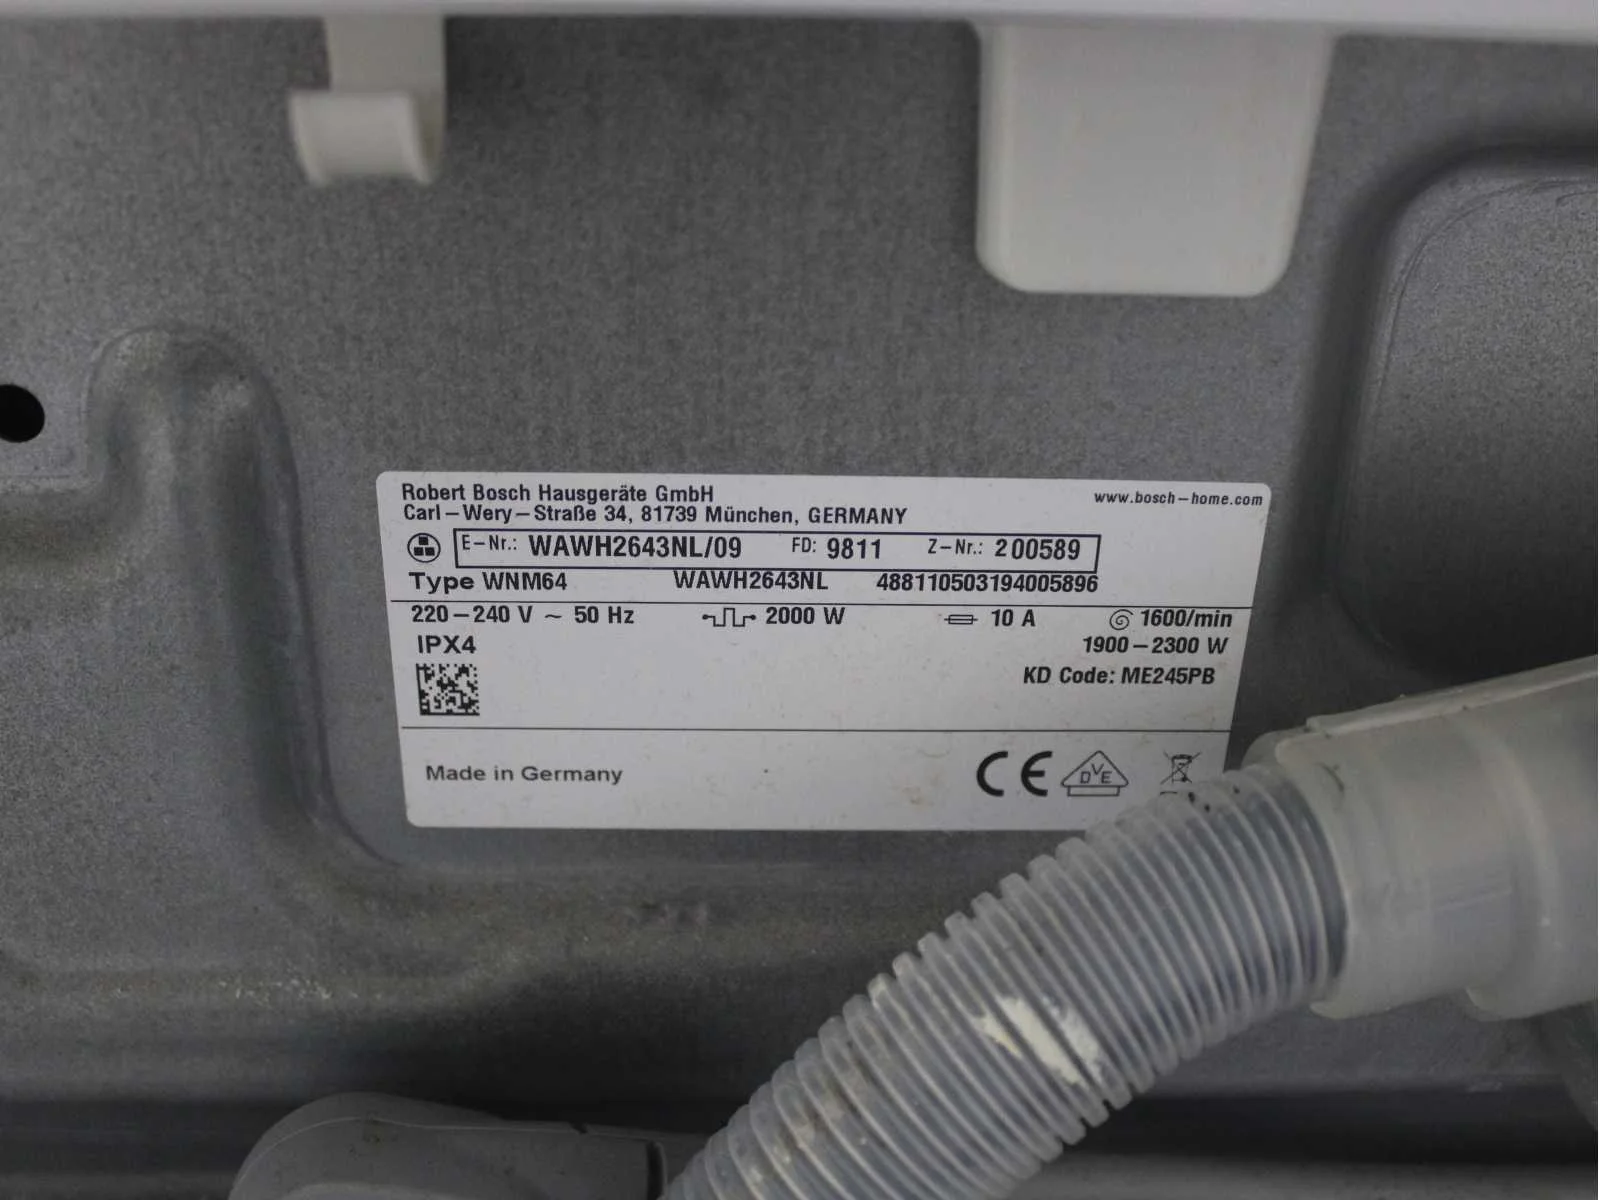 Robert Bosch Hausgeräte GmbH www.bosch-home.com
Carl-Wery-Straße 34, 81739 München, GERMANY
E-Nr.: WAWH2643NL/09 FD: 9811 Z-Nr.: 200589
Type WNM64 WAWH2643NL 488110503194005896
220-240 V ~ 50 Hz 2000 W 10 A 1600/min
IPX4 1900-2300 W
KD Code: ME245PB
Made in Germany CE DVE